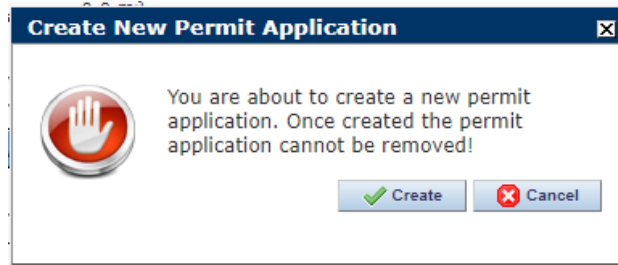 Create New Permit Application
You are about to create a new permit
application. Once created the permit
application cannot be removed!
Create Cancel